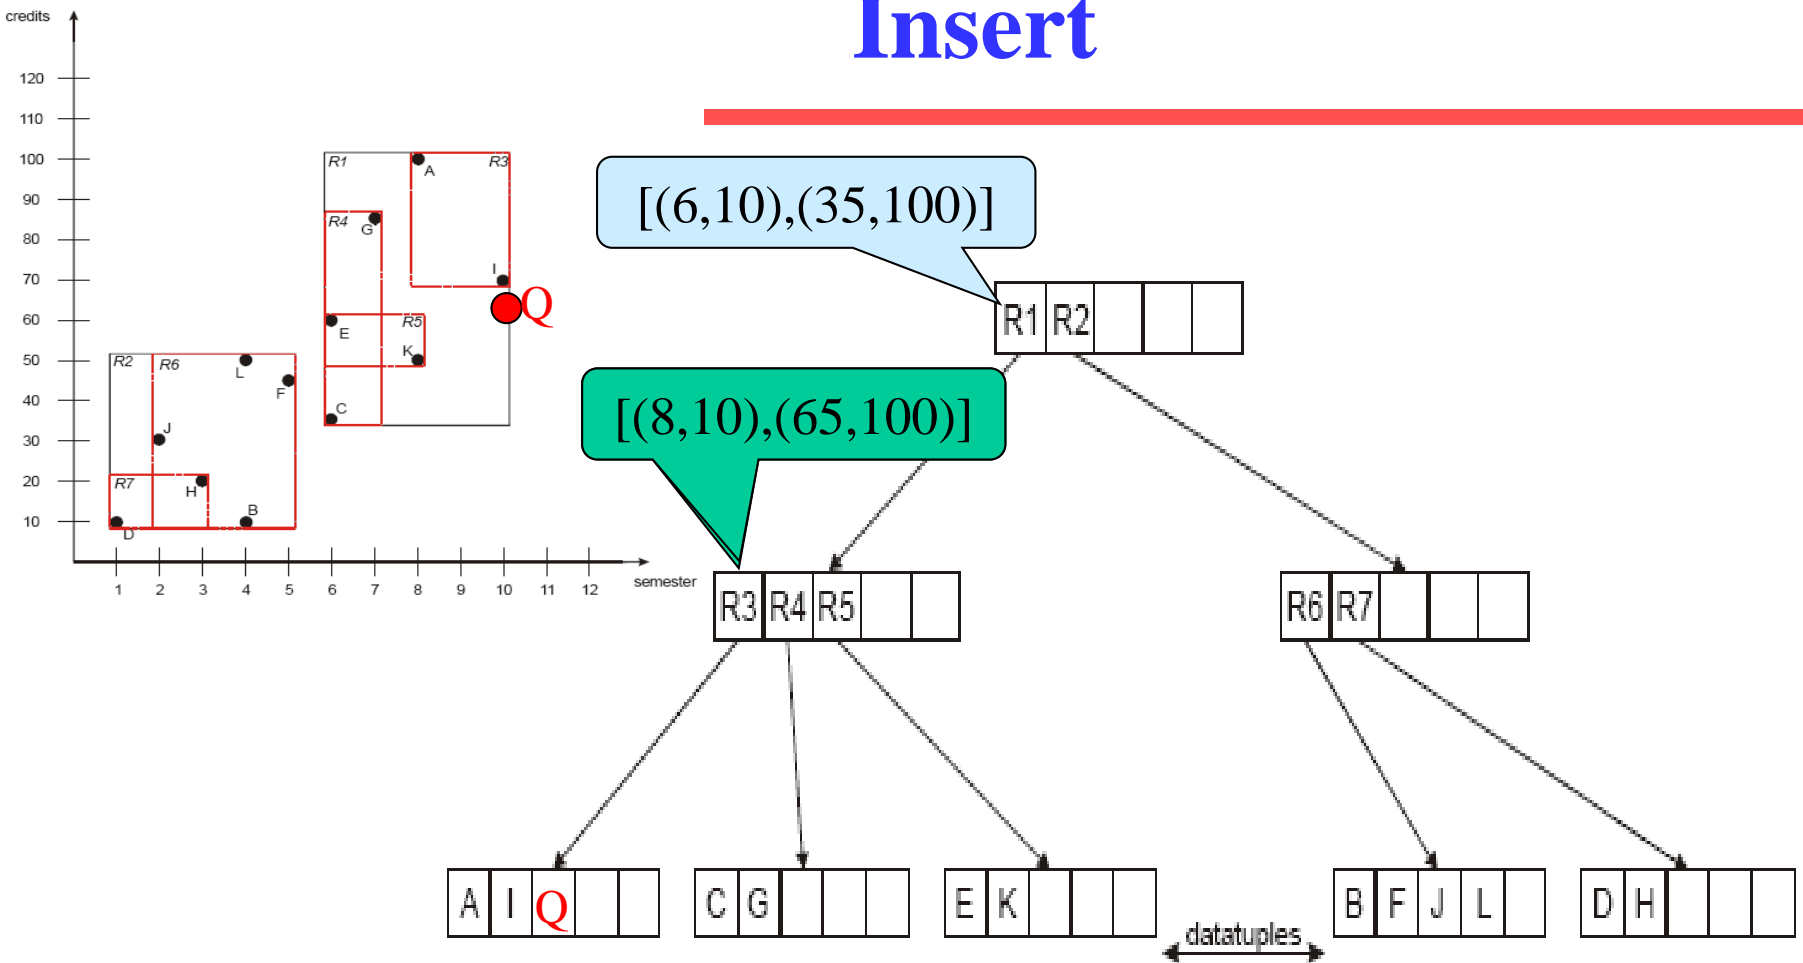 Insert
credits
120
110
100
90
80
70
60
50
40
30
20
10
R1
A
R3
R4
G
I
Q
E
R5
K
C
R2
R6
L
F
J
R7
H
B
D
1 2 3 4 5 6 7 8 9 10 11 12
semester
[(6,10),(35,100)]
R1 R2
[(8,10),(65,100)]
R3 R4 R5
R6 R7
A I Q
C G
E K
B F J L
D H
datatuples